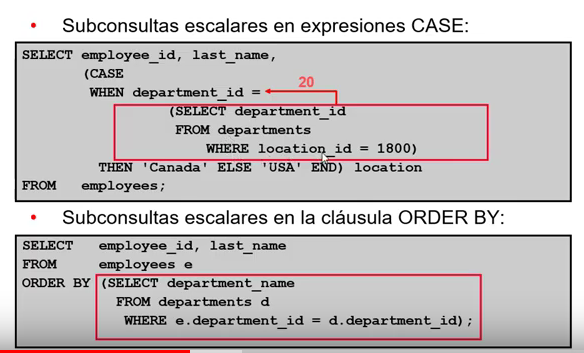 • Subconsultas escalares en expresiones CASE:
SELECT employee_id, last_name,
(CASE
WHEN department_id =
20
(SELECT department_id
FROM departments
WHERE location_id = 1800)
THEN 'Canada' ELSE 'USA' END) location
FROM employees;
• Subconsultas escalares en la cláusula ORDER BY:
SELECT employee_id, last_name
FROM employees e
ORDER BY (SELECT department_name
FROM departments d
WHERE e.department_id = d.department_id);